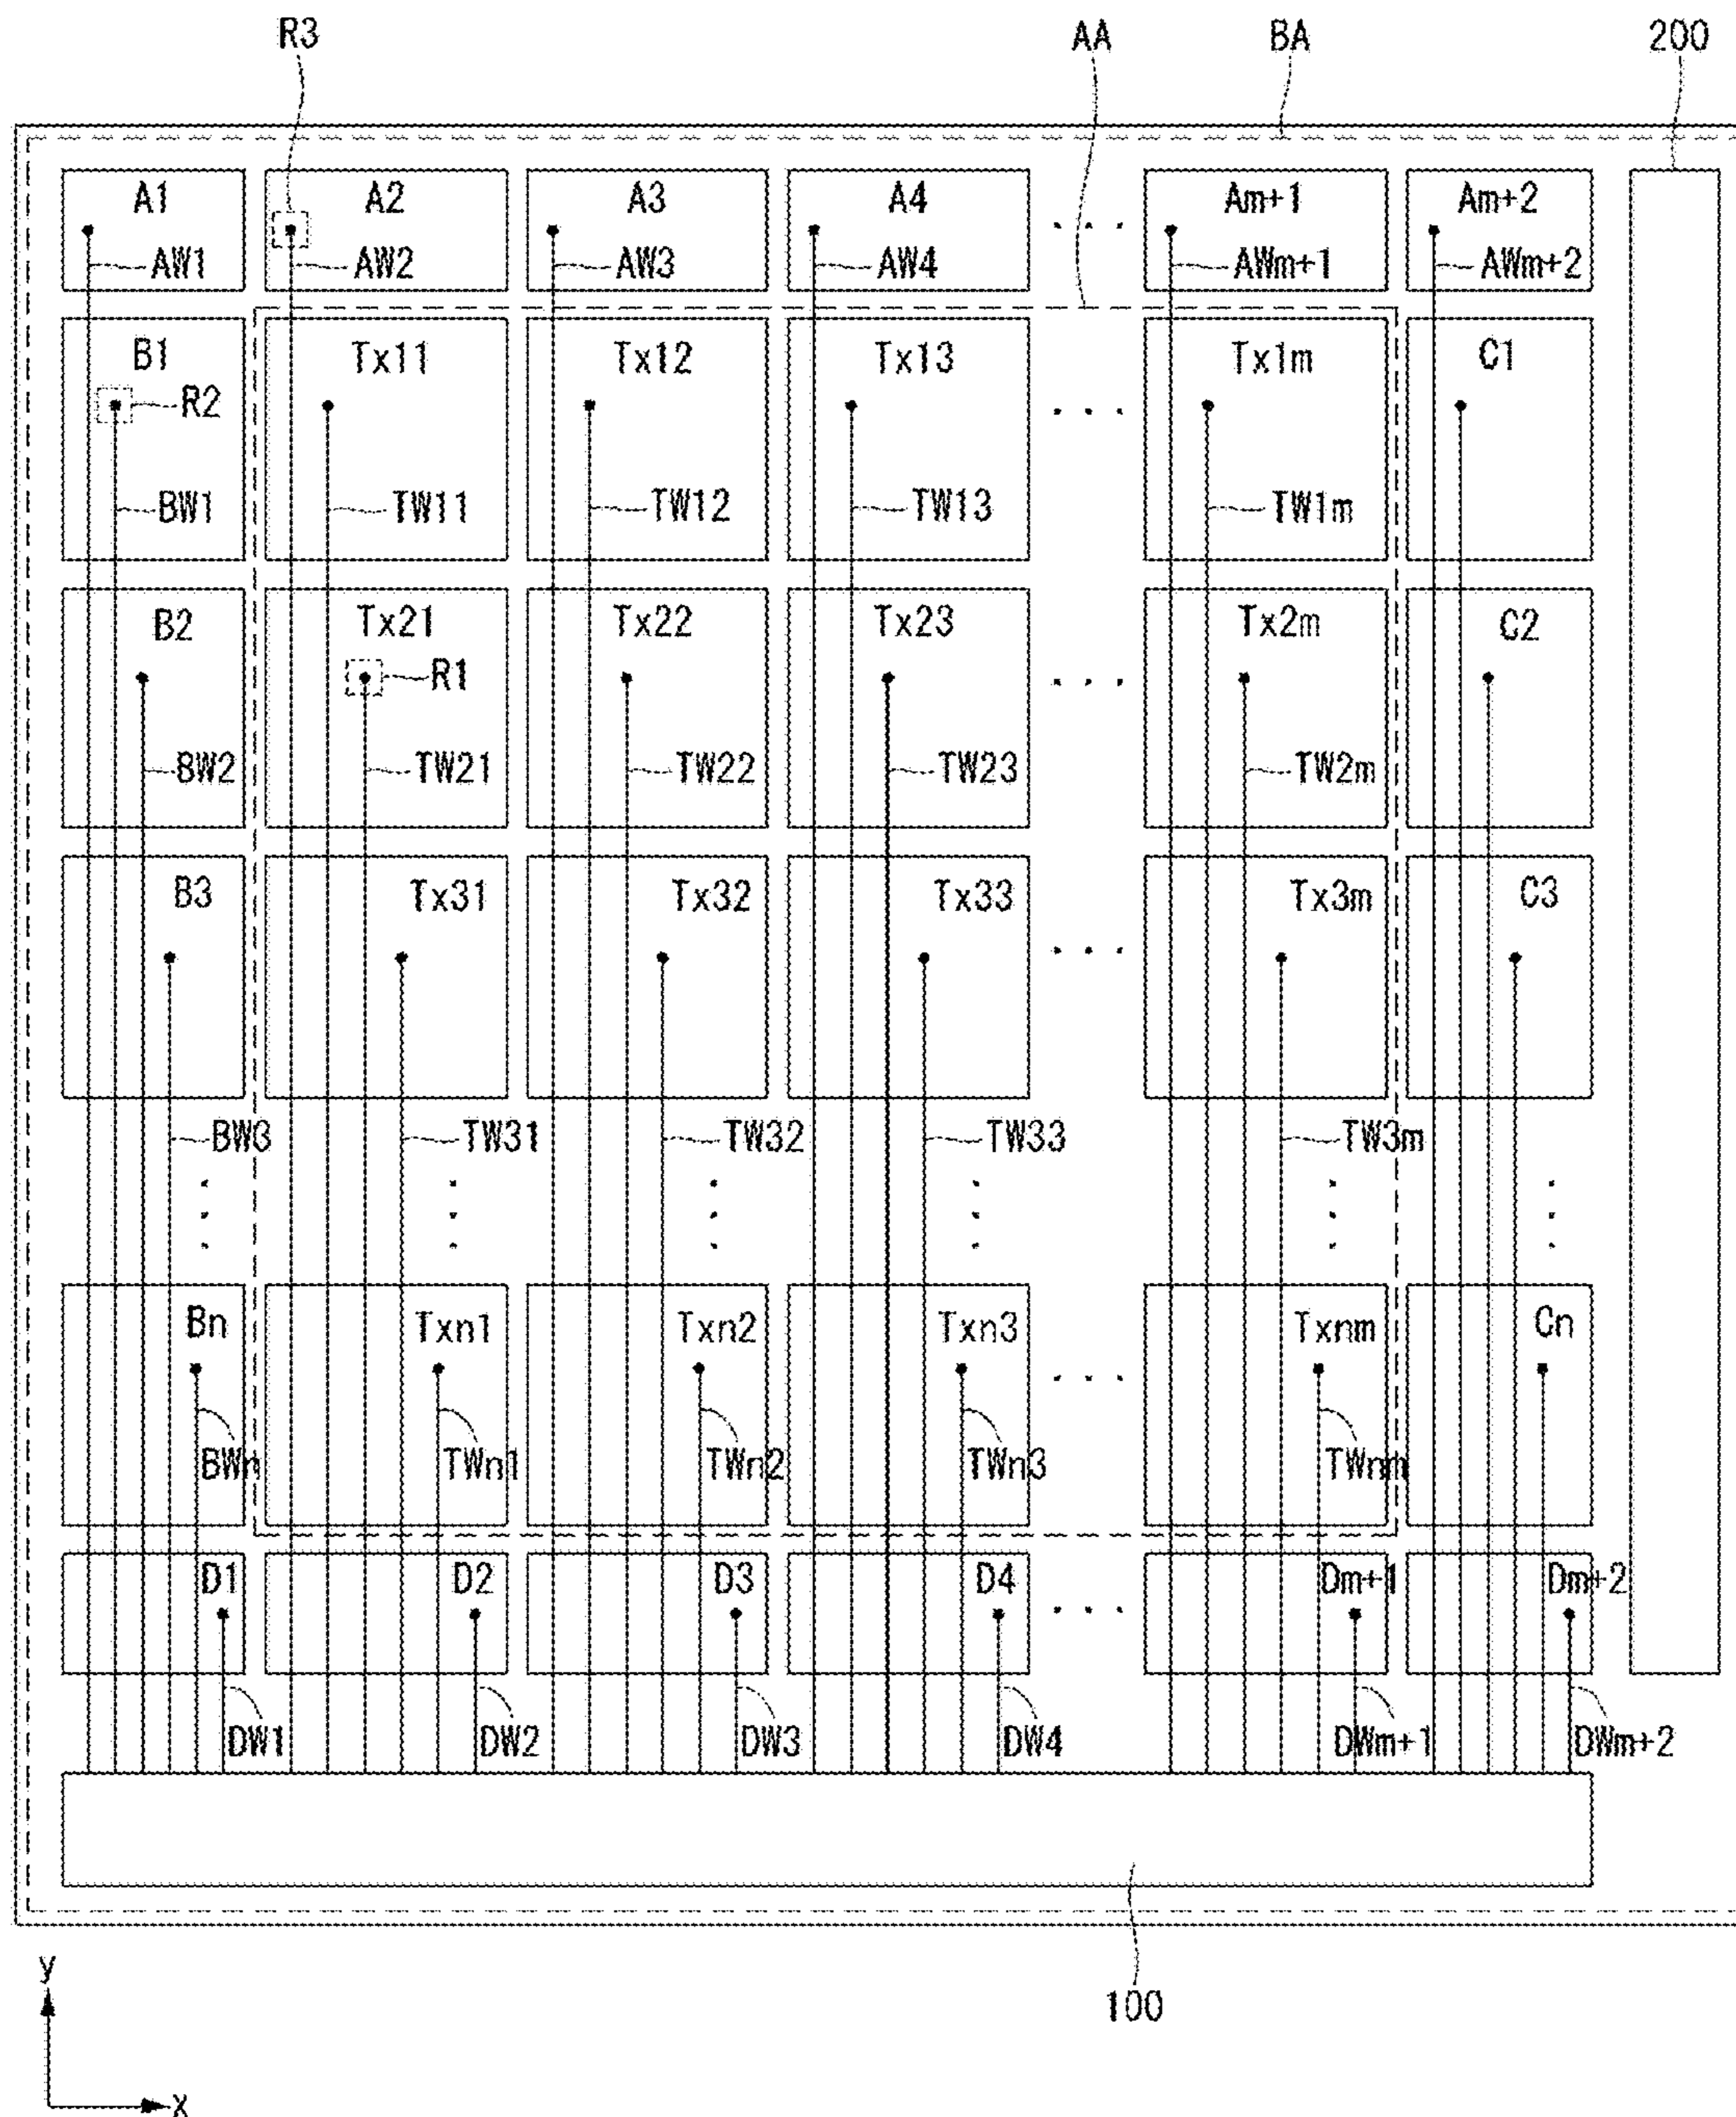 R3 AA BA 200
A1 A2 A3 A4 Am+1 Am+2
AW1 AW2 AW3 AW4 AWm+1 AWm+2
B1 Tx11 Tx12 Tx13 Tx1m C1
R2
BW1 TW11 TW12 TW13 TW1m
B2 Tx21 Tx22 Tx23 Tx2m C2
R1
BW2 TW21 TW22 TW23 TW2m
B3 Tx31 Tx32 Tx33 Tx3m C3
BW3 TW31 TW32 TW33 TW3m
Bn Txn1 Txn2 Txn3 Txnm Cn
BWn TWn1 TWn2 TWn3 TWnm
D1 D2 D3 D4 Dm+1 Dm+2
DW1 DW2 DW3 DW4 DWm+1 DWm+2
y
100
x